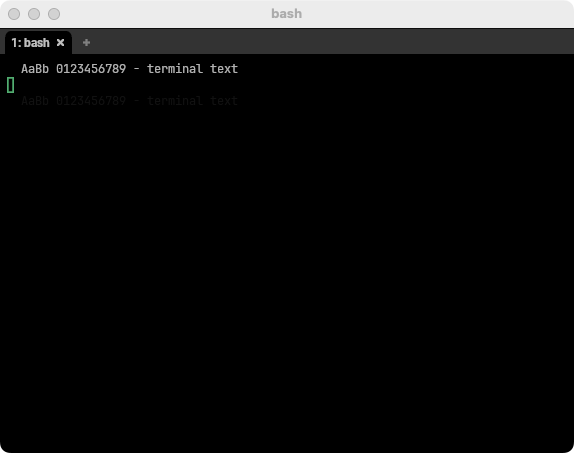 bash
1: bash × +
AaBb 0123456789 - terminal text
AaBb 0123456789 - terminal text